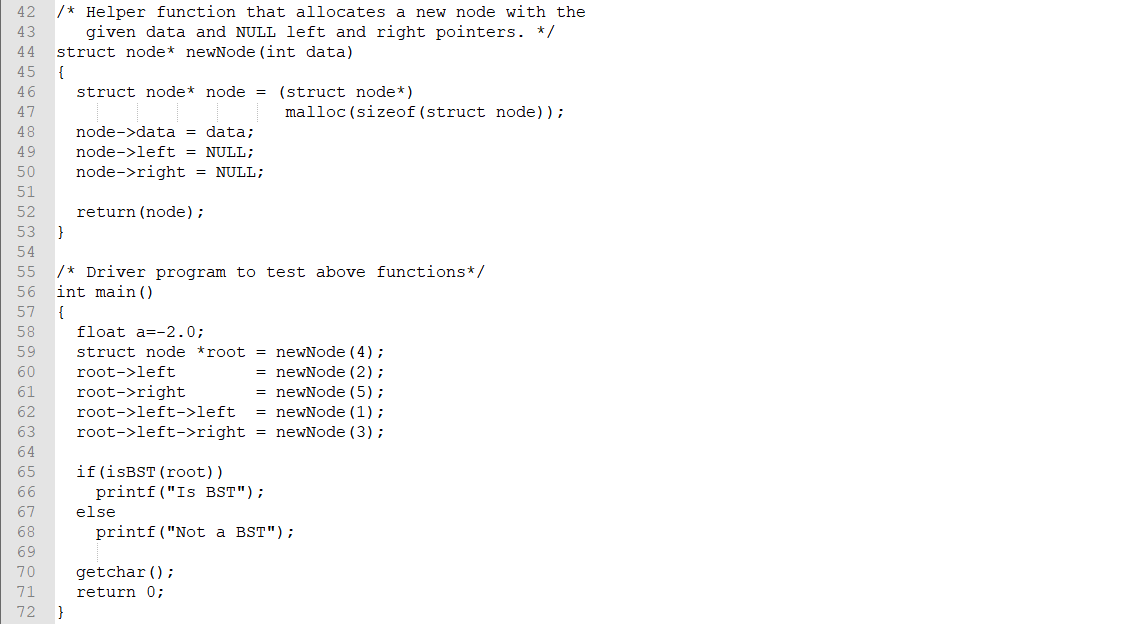 42 /* Helper function that allocates a new node with the
43    given data and NULL left and right pointers. */
44 struct node* newNode(int data)
45 {
46   struct node* node = (struct node*)
47                        malloc(sizeof(struct node));
48   node->data = data;
49   node->left = NULL;
50   node->right = NULL;
51
52   return(node);
53 }
54
55 /* Driver program to test above functions*/
56 int main()
57 {
58   float a=-2.0;
59   struct node *root = newNode(4);
60   root->left        = newNode(2);
61   root->right       = newNode(5);
62   root->left->left  = newNode(1);
63   root->left->right = newNode(3);
64
65   if(isBST(root))
66     printf("Is BST");
67   else
68     printf("Not a BST");
69
70   getchar();
71   return 0;
72 }